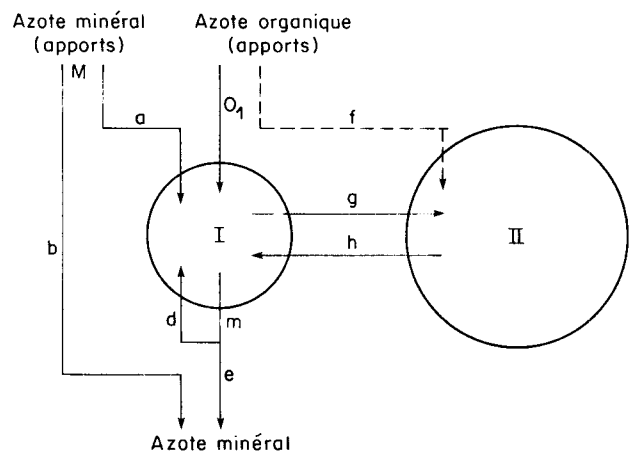 Azote minéral
(apports)
Azote organique
(apports)
M
a
O1
f
b
I
g
h
II
d
m
e
Azote minéral